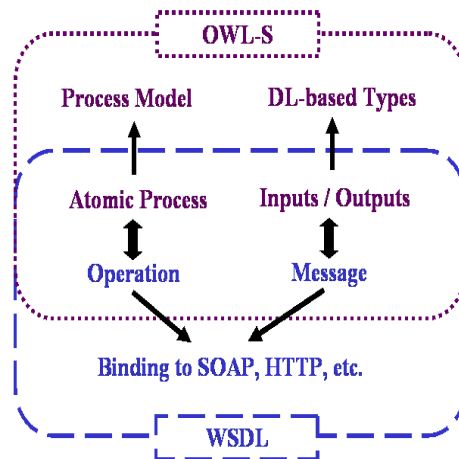 OWL-S
Process Model
DL-based Types
Atomic Process
Inputs / Outputs
Operation
Message
Binding to SOAP, HTTP, etc.
WSDL